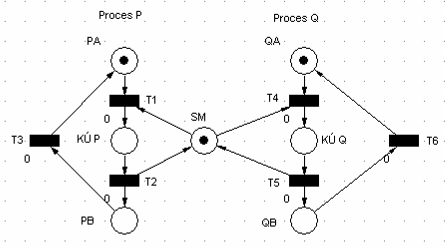 Proces P
Proces Q
PA
QA
T1
T4
0
0
SM
T3
KÚ P
KÚ Q
T6
0
0
T2
T5
0
0
PB
QB